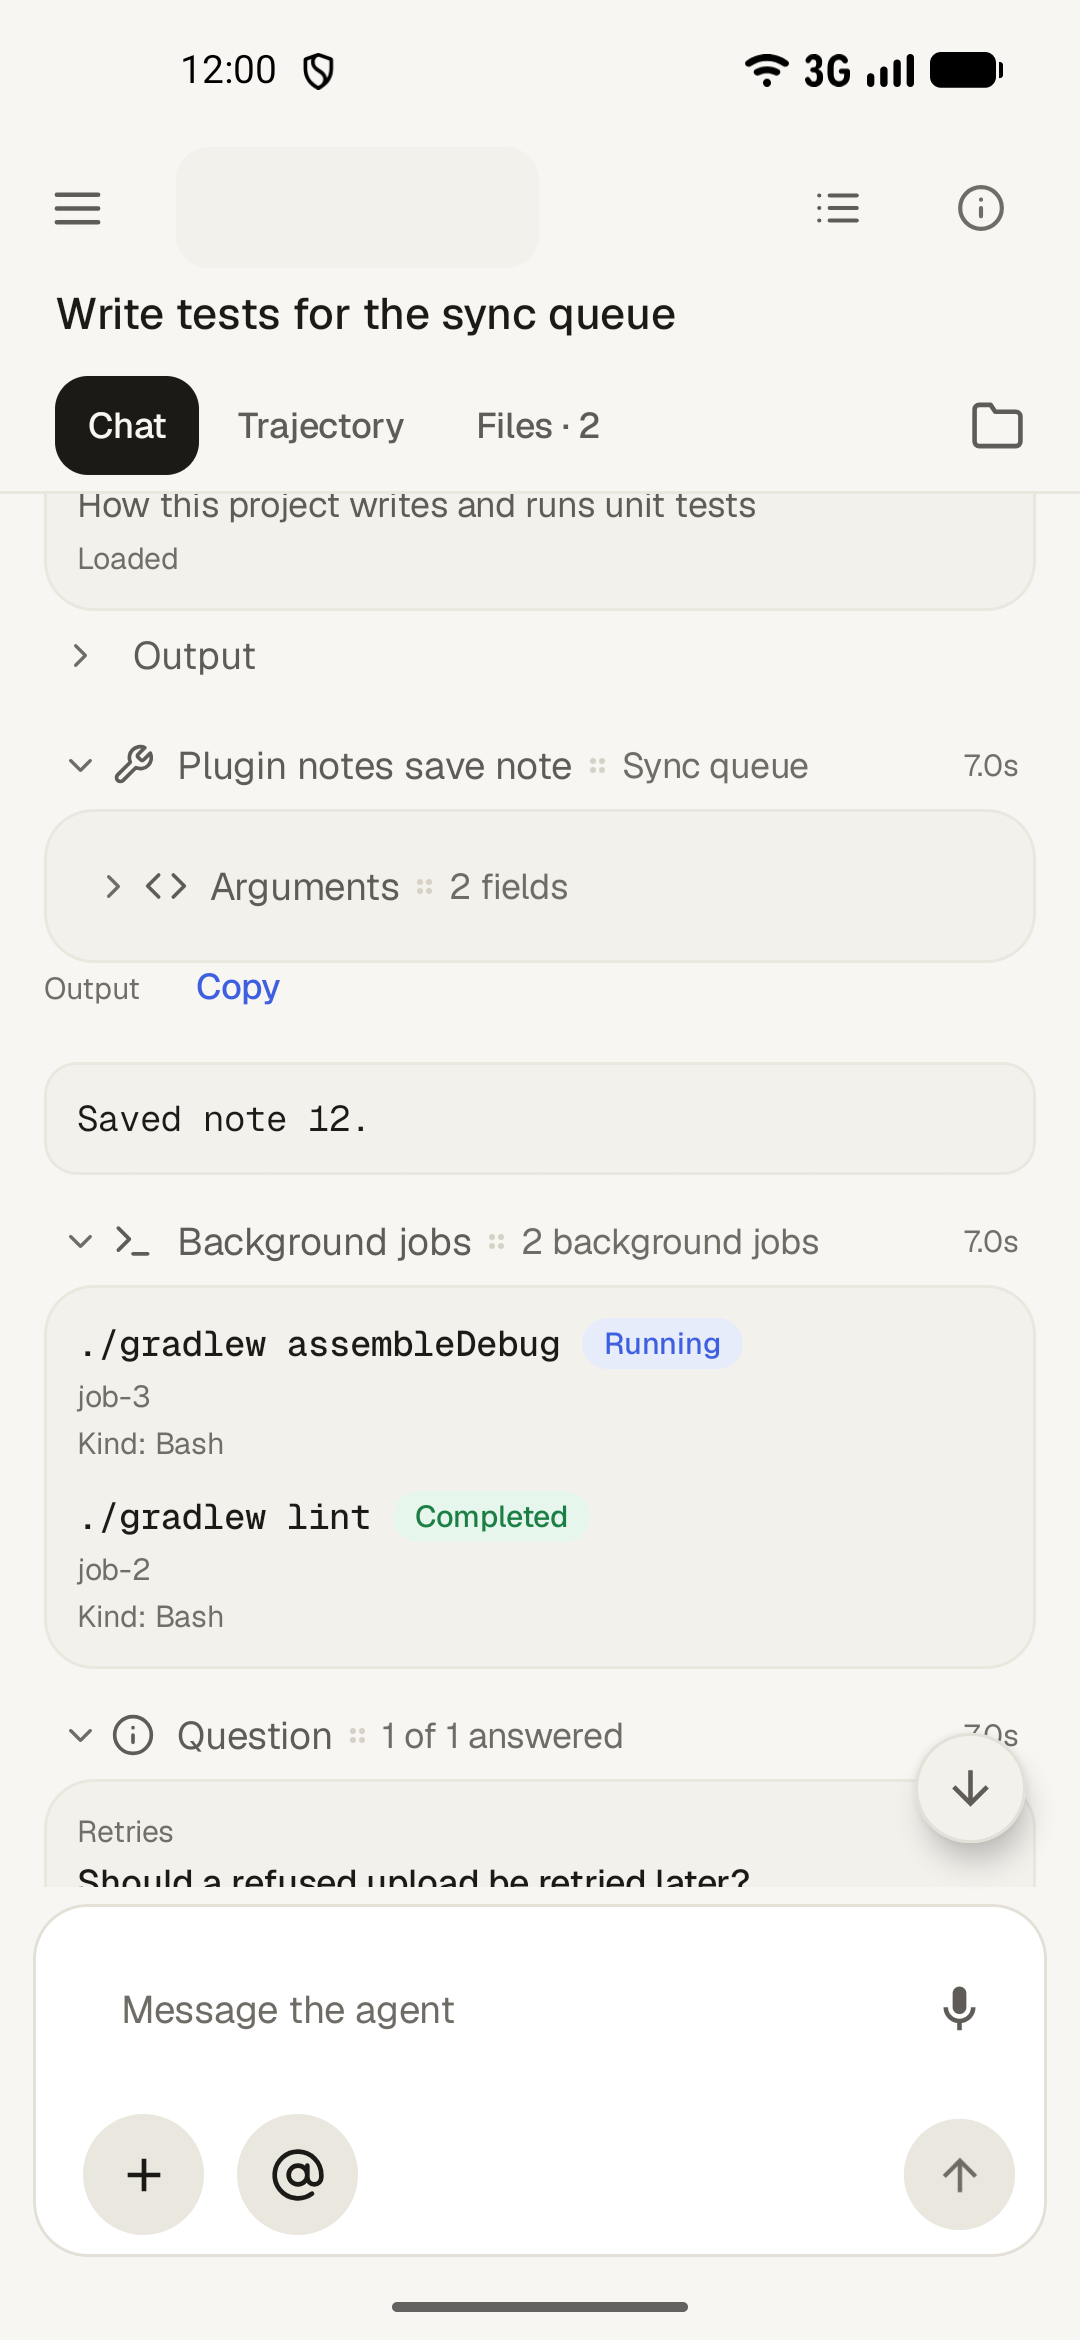 12:00
3G
Write tests for the sync queue
Chat
Trajectory
Files · 2
How this project writes and runs unit tests
Loaded
Output
Plugin notes save note
Sync queue
7.0s
Arguments
2 fields
Output
Copy
Saved note 12.
Background jobs
2 background jobs
7.0s
./gradlew assembleDebug
Running
job-3
Kind: Bash
./gradlew lint
Completed
job-2
Kind: Bash
Question
1 of 1 answered
7.0s
Retries
Should a refused upload be retried later?
Message the agent